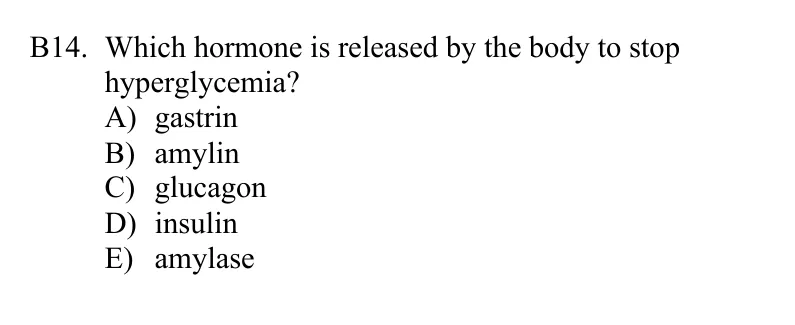 B14. Which hormone is released by the body to stop
hyperglycemia?
A) gastrin
B) amylin
C) glucagon
D) insulin
E) amylase